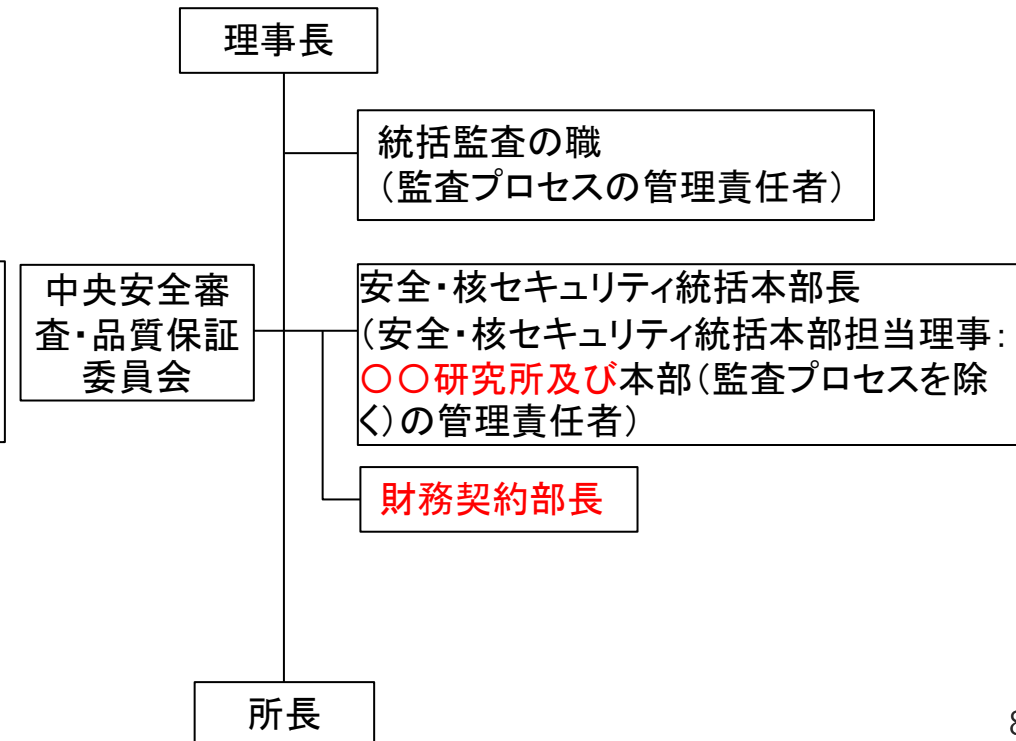 理事長
統括監査の職
（監査プロセスの管理責任者）
中央安全審
査・品質保証
委員会
安全・核セキュリティ統括本部長
（安全・核セキュリティ統括本部担当理事：
〇〇研究所及び本部（監査プロセスを除
く）の管理責任者）
財務契約部長
所長
8